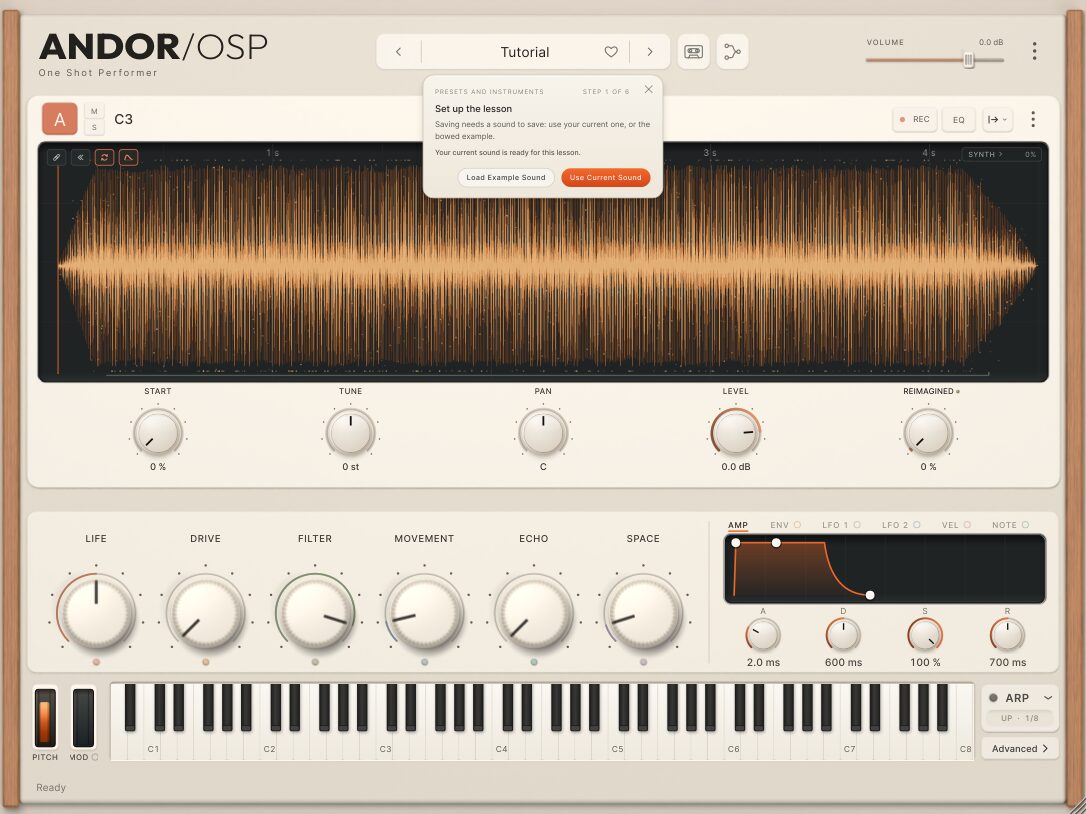 ANDOR/OSP
One Shot Performer
Tutorial
VOLUME 0.0 dB
PRESETS AND INSTRUMENTS STEP 1 OF 6
Set up the lesson
Saving needs a sound to save: use your current one, or the
bowed example.
Your current sound is ready for this lesson.
Load Example Sound Use Current Sound
A M S C3 REC EQ
1 s 3 s 4 s SYNTH 0%
START TUNE PAN LEVEL REIMAGINED
0 % 0 st C 0.0 dB 0 %
LIFE DRIVE FILTER MOVEMENT ECHO SPACE
AMP ENV LFO 1 LFO 2 VEL NOTE
A D S R
2.0 ms 600 ms 100 % 700 ms
PITCH MOD
C1 C2 C3 C4 C5 C6 C7 C8
ARP
UP · 1/8
Advanced
Ready